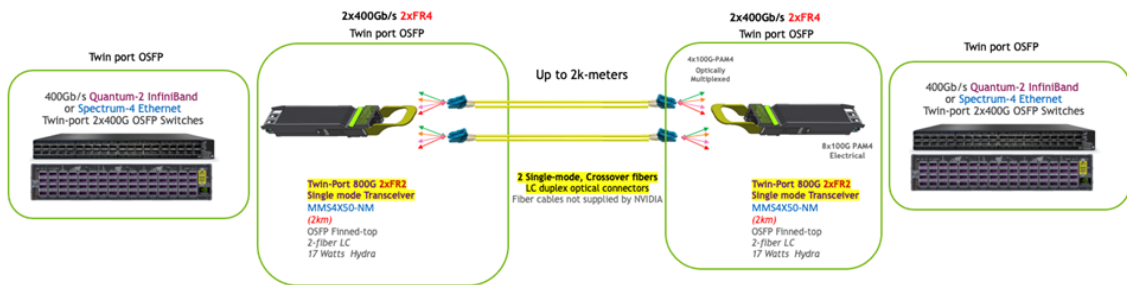 Twin port OSFP
400Gb/s Quantum-2 InfiniBand
or Spectrum-4 Ethernet
Twin-port 2x400G OSFP Switches
2x400Gb/s 2xFR4
Twin port OSFP
Twin-Port 800G 2xFR2
Single mode Transceiver
MMS4X50-NM
(2km)
OSFP Finned-top
2-fiber LC
17 Watts Hydra
Up to 2k-meters
2 Single-mode, Crossover fibers
LC duplex optical connectors
Fiber cables not supplied by NVIDIA
2x400Gb/s 2xFR4
Twin port OSFP
4x100G-PAM4
Optically
Multiplexed
8x100G PAM4
Electrical
Twin-Port 800G 2xFR2
Single mode Transceiver
MMS4X50-NM
(2km)
OSFP Finned-top
2-fiber LC
17 Watts Hydra
Twin port OSFP
400Gb/s Quantum-2 InfiniBand
or Spectrum-4 Ethernet
Twin-port 2x400G OSFP Switches